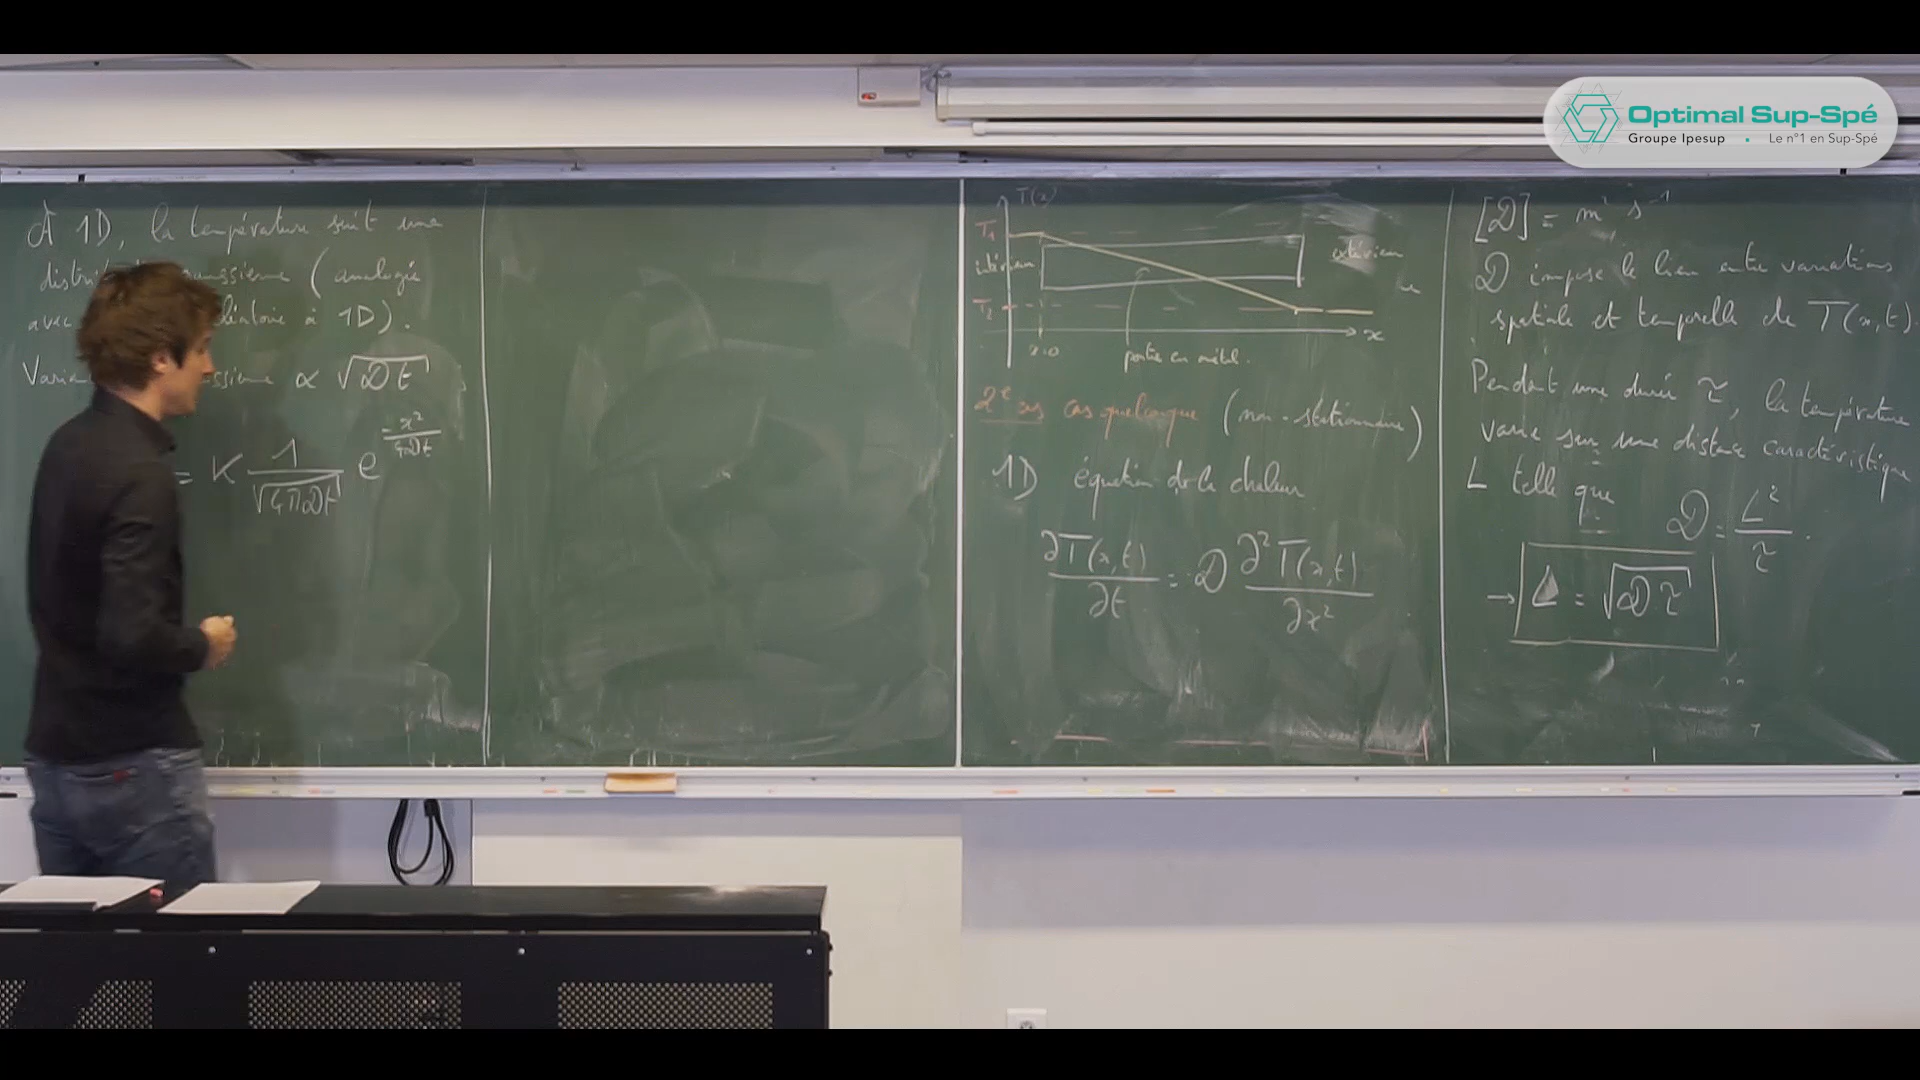 À 1D, la température suit une
(analogie
avec à 1D).
∝ √(𝒟t)
= K 1/√(4π𝒟t) e^(-x²/4𝒟t)
T(x)
T₁
intérieur
extérieur
T₂
x=0
x
porte en métal.
2e cas cas quelconque (non-stationnaire)
1D équation de la chaleur
∂T(x,t)/∂t = 𝒟 ∂²T(x,t)/∂x²
[𝒟] = m² s⁻¹
𝒟 impose le lien entre variations
spatiale et temporelle de T(x,t).
Pendant une durée τ, la température
varie sur une distance caractéristique
L telle que 𝒟 = L²/τ.
→ L = √(𝒟.τ)
Optimal Sup-Spé
Groupe Ipesup · Le n°1 en Sup-Spé